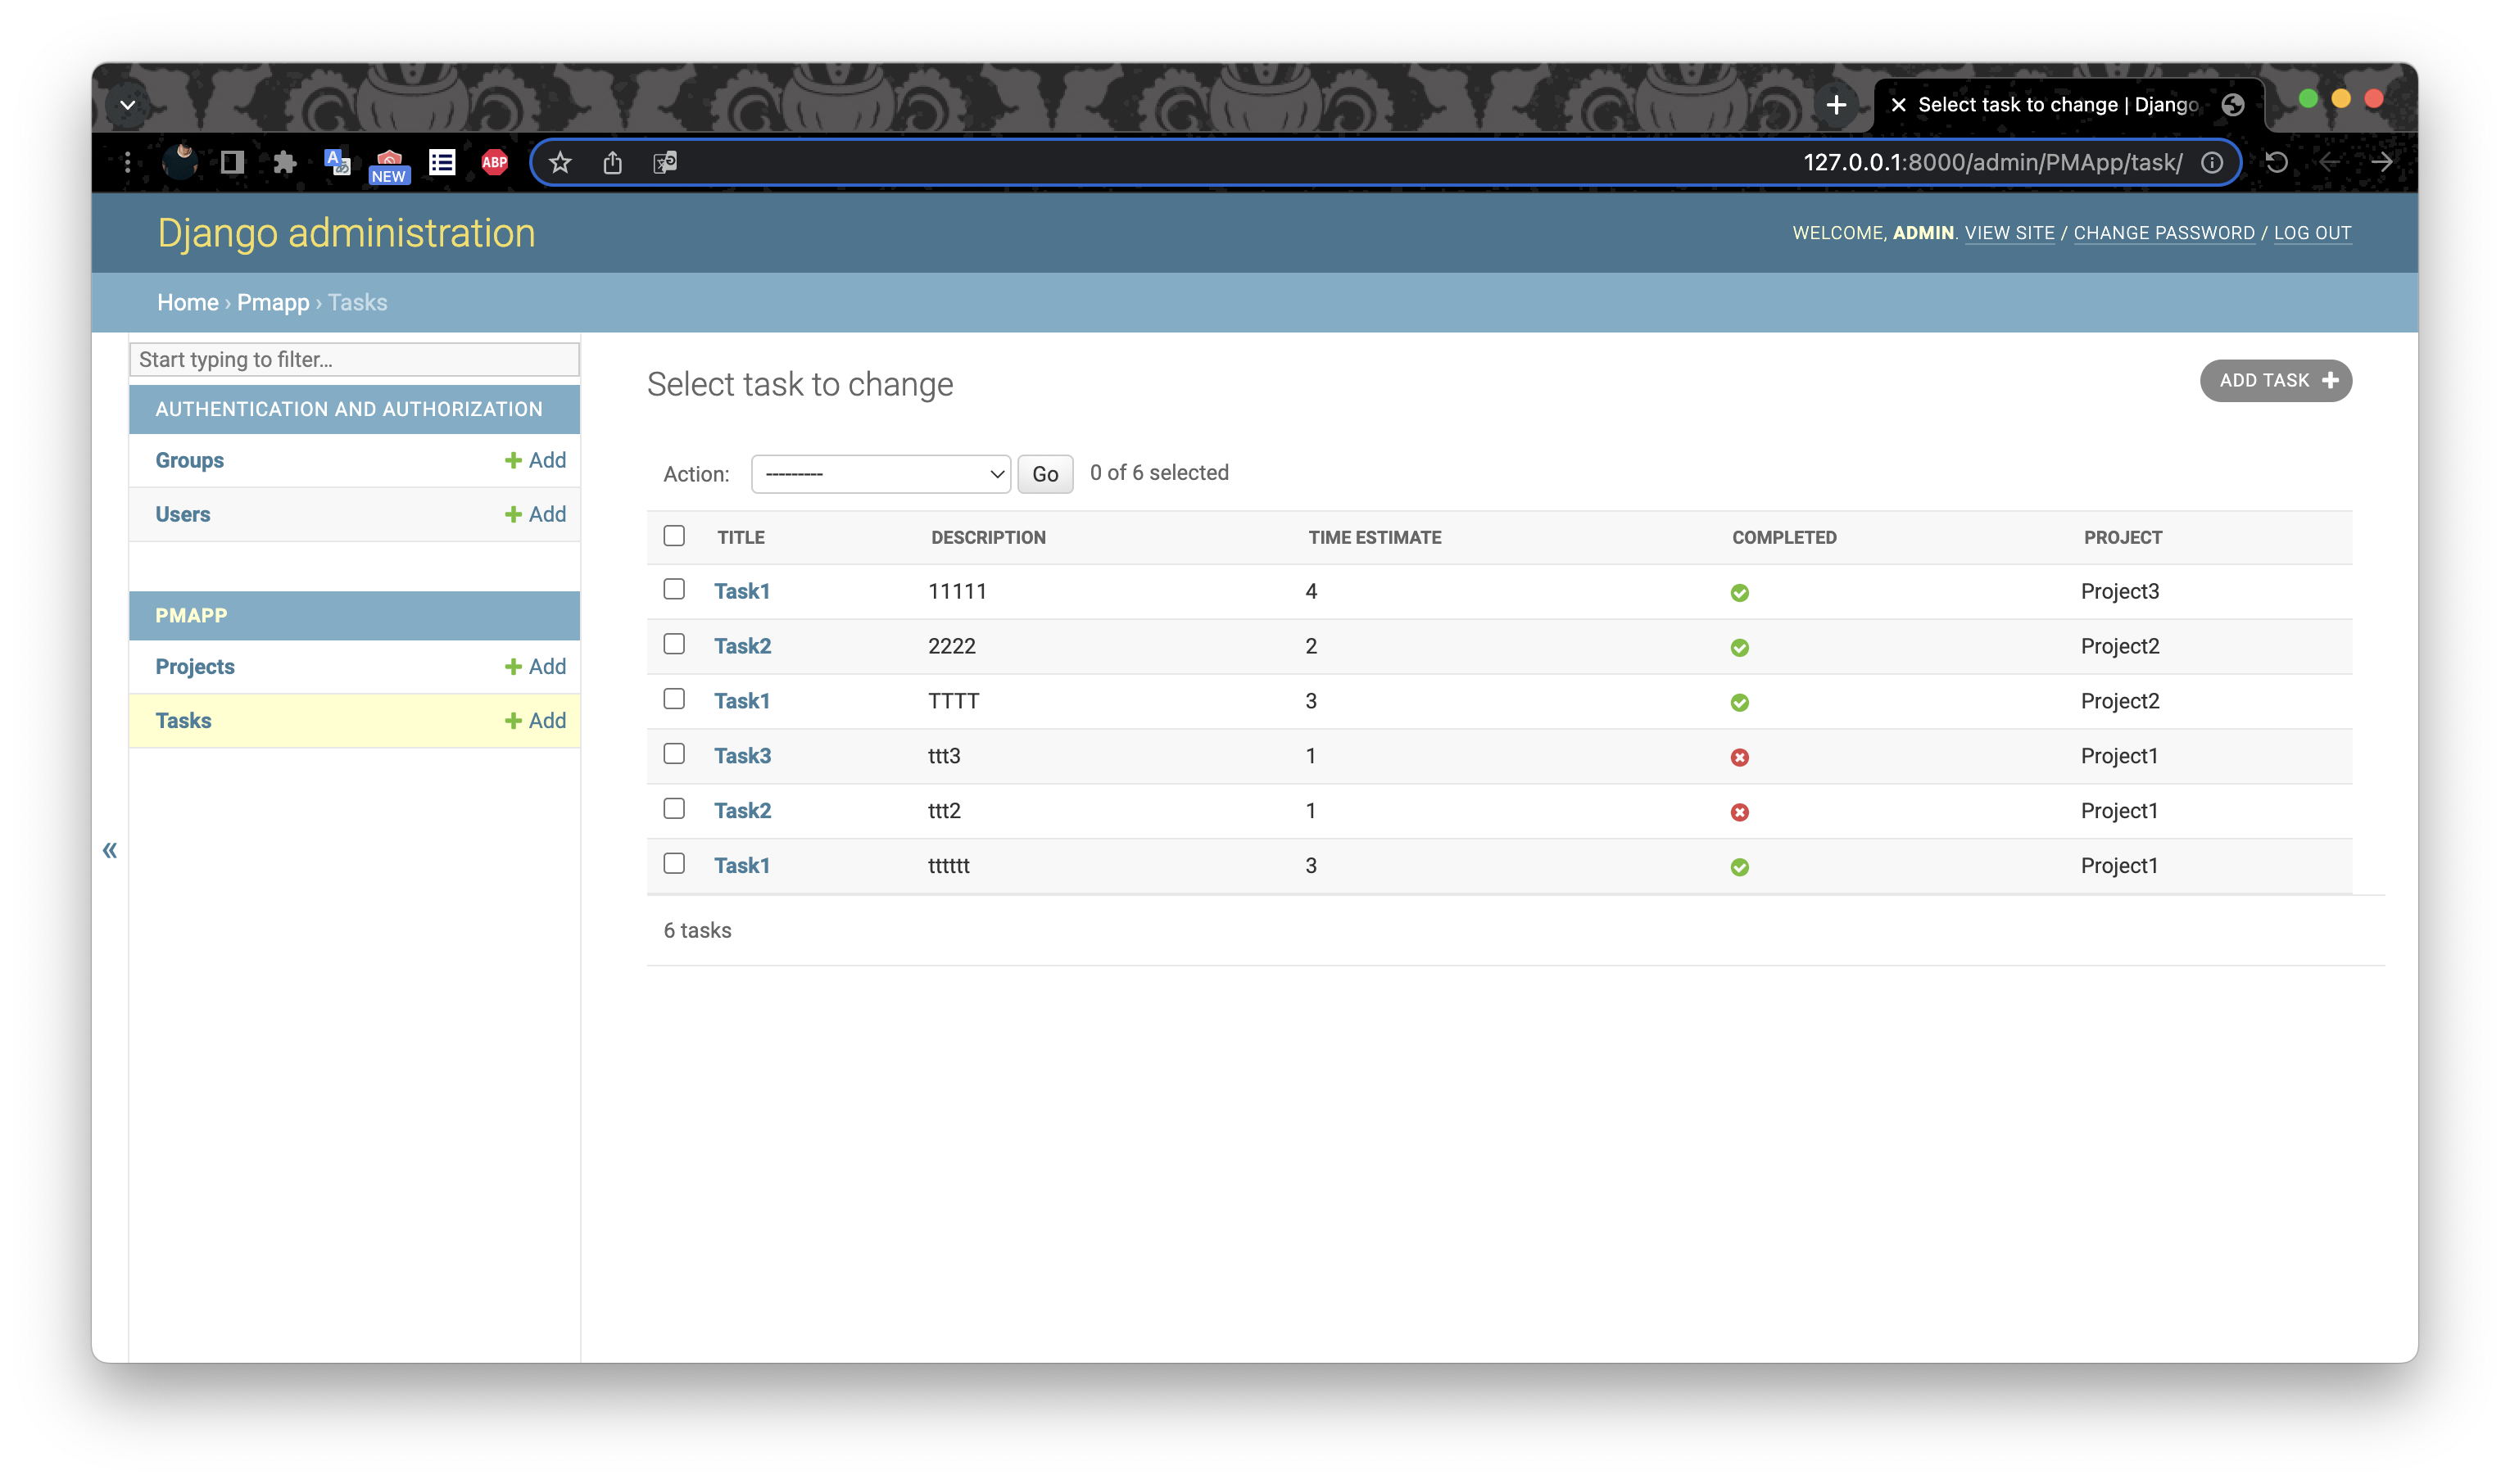 Select task to change | Django
NEW
ABP
127.0.0.1:8000/admin/PMApp/task/
Django administration
WELCOME, ADMIN. VIEW SITE / CHANGE PASSWORD / LOG OUT
Home › Pmapp › Tasks
Start typing to filter...
AUTHENTICATION AND AUTHORIZATION
Groups + Add
Users + Add
PMAPP
Projects + Add
Tasks + Add
«
Select task to change
ADD TASK +
Action: --------- Go 0 of 6 selected
TITLE DESCRIPTION TIME ESTIMATE COMPLETED PROJECT
Task1 11111 4 Project3
Task2 2222 2 Project2
Task1 TTTT 3 Project2
Task3 ttt3 1 Project1
Task2 ttt2 1 Project1
Task1 tttttt 3 Project1
6 tasks